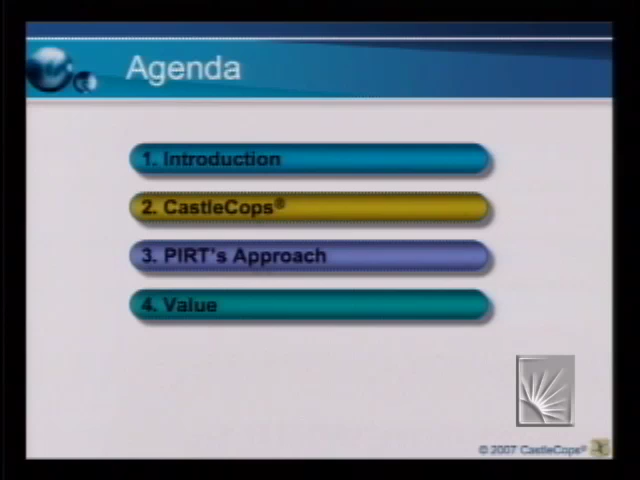 Agenda
1. Introduction
2. CastleCops®
3. PIRT's Approach
4. Value
© 2007 CastleCops®